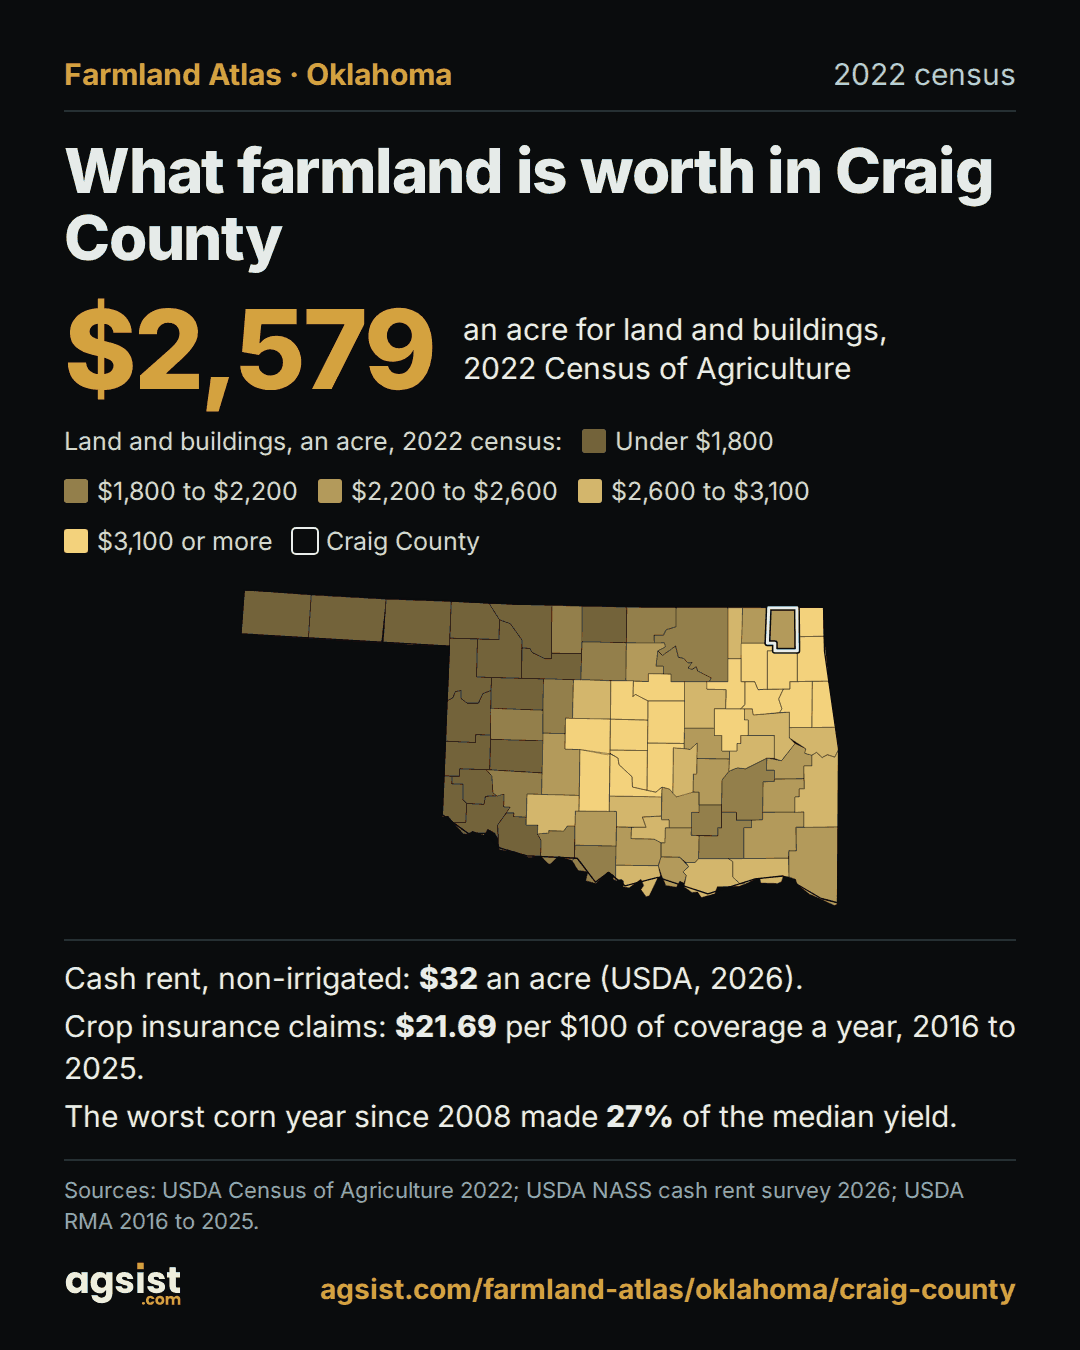 Farmland Atlas · Oklahoma
2022 census
What farmland is worth in Craig
County
$2,579
an acre for land and buildings,
2022 Census of Agriculture
Land and buildings, an acre, 2022 census:
Under $1,800
$1,800 to $2,200
$2,200 to $2,600
$2,600 to $3,100
$3,100 or more
Craig County
Cash rent, non-irrigated: $32 an acre (USDA, 2026).
Crop insurance claims: $21.69 per $100 of coverage a year, 2016 to
2025.
The worst corn year since 2008 made 27% of the median yield.
Sources: USDA Census of Agriculture 2022; USDA NASS cash rent survey 2026; USDA
RMA 2016 to 2025.
agsist
.com
agsist.com/farmland-atlas/oklahoma/craig-county